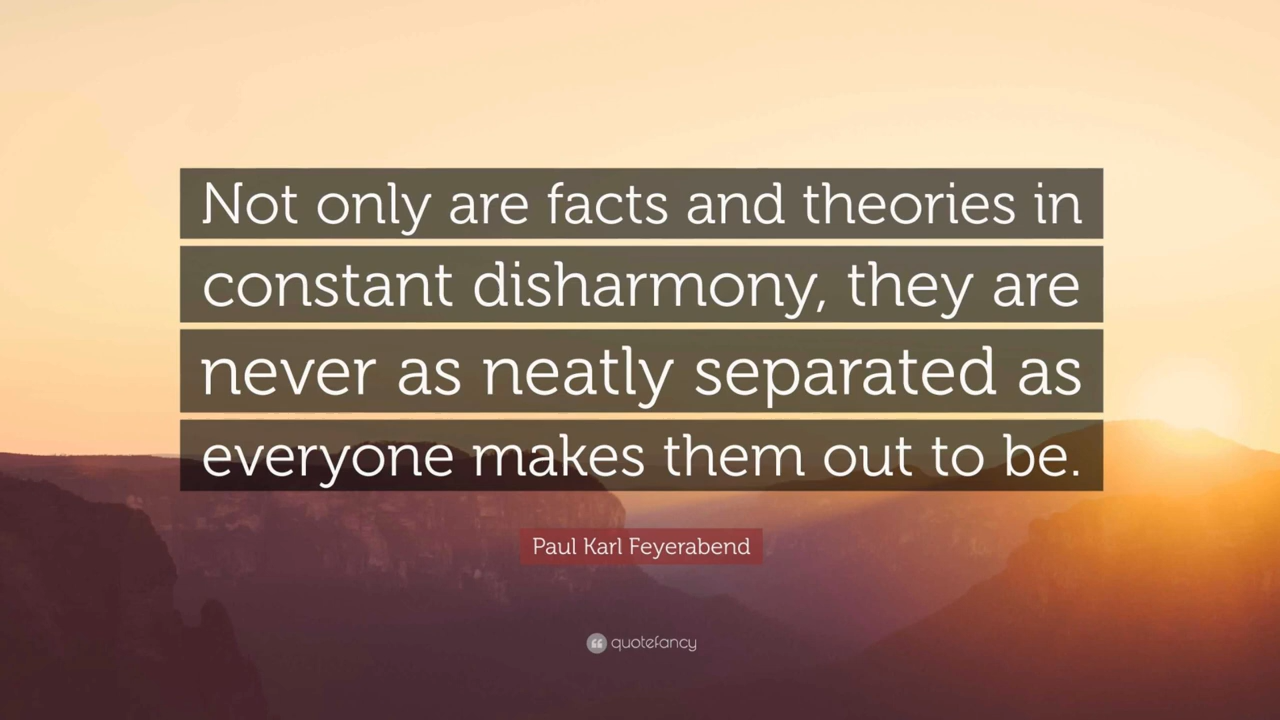 Not only are facts and theories in
constant disharmony, they are
never as neatly separated as
everyone makes them out to be.
Paul Karl Feyerabend
quotefancy